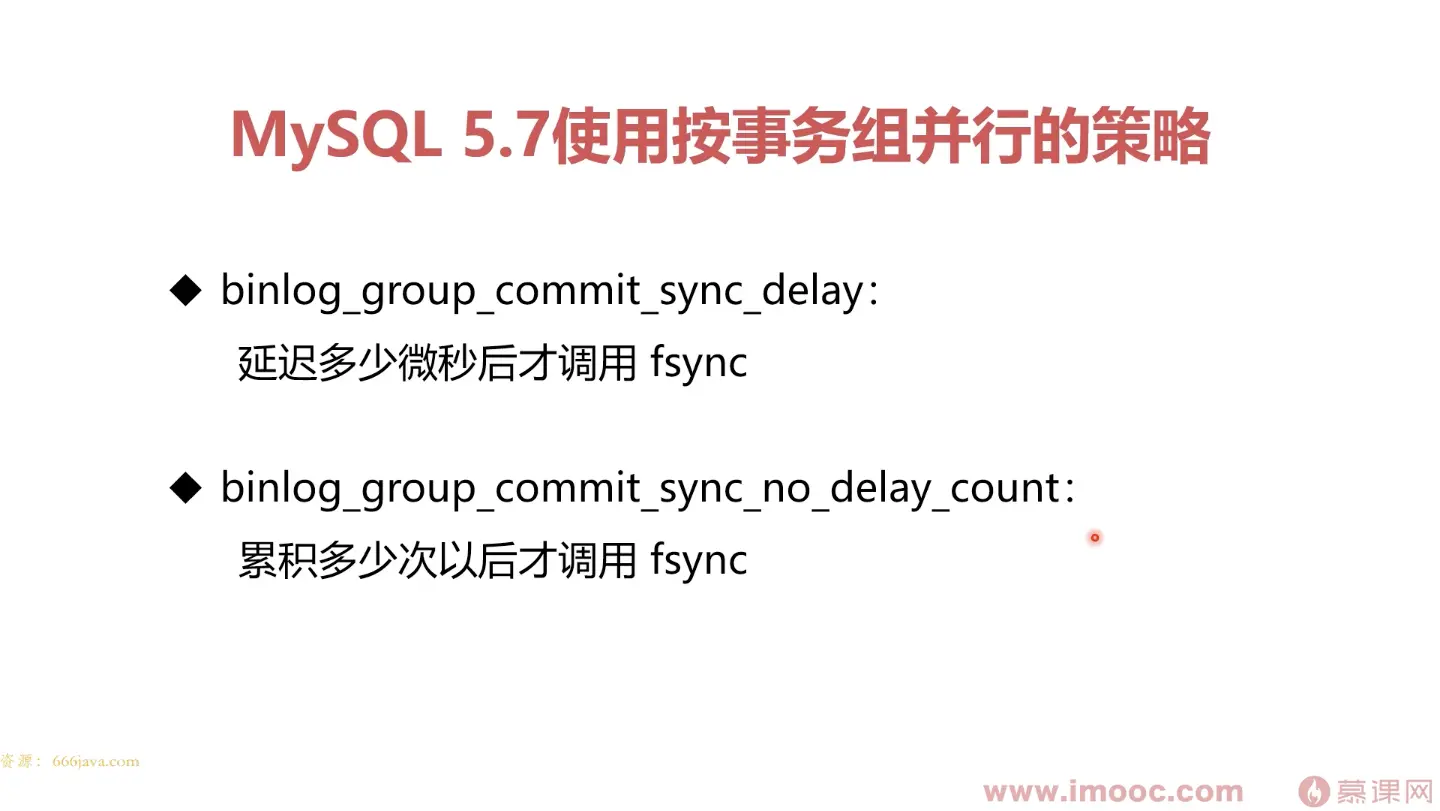 MySQL 5.7使用按事务组并行的策略
◆ binlog_group_commit_sync_delay：
延迟多少微秒后才调用 fsync
◆ binlog_group_commit_sync_no_delay_count：
累积多少次以后才调用 fsync
资源：666java.com
www.imooc.com 慕课网